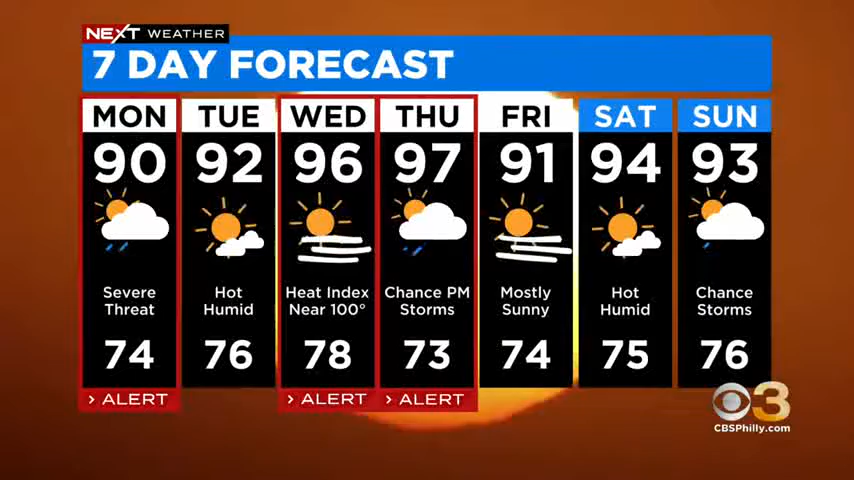 NEXT WEATHER
7 DAY FORECAST
MON TUE WED THU FRI SAT SUN
90 92 96 97 91 94 93
Severe Threat Hot Humid Heat Index Near 100° Chance PM Storms Mostly Sunny Hot Humid Chance Storms
74 76 78 73 74 75 76
> ALERT > ALERT > ALERT
3
CBSPhilly.com